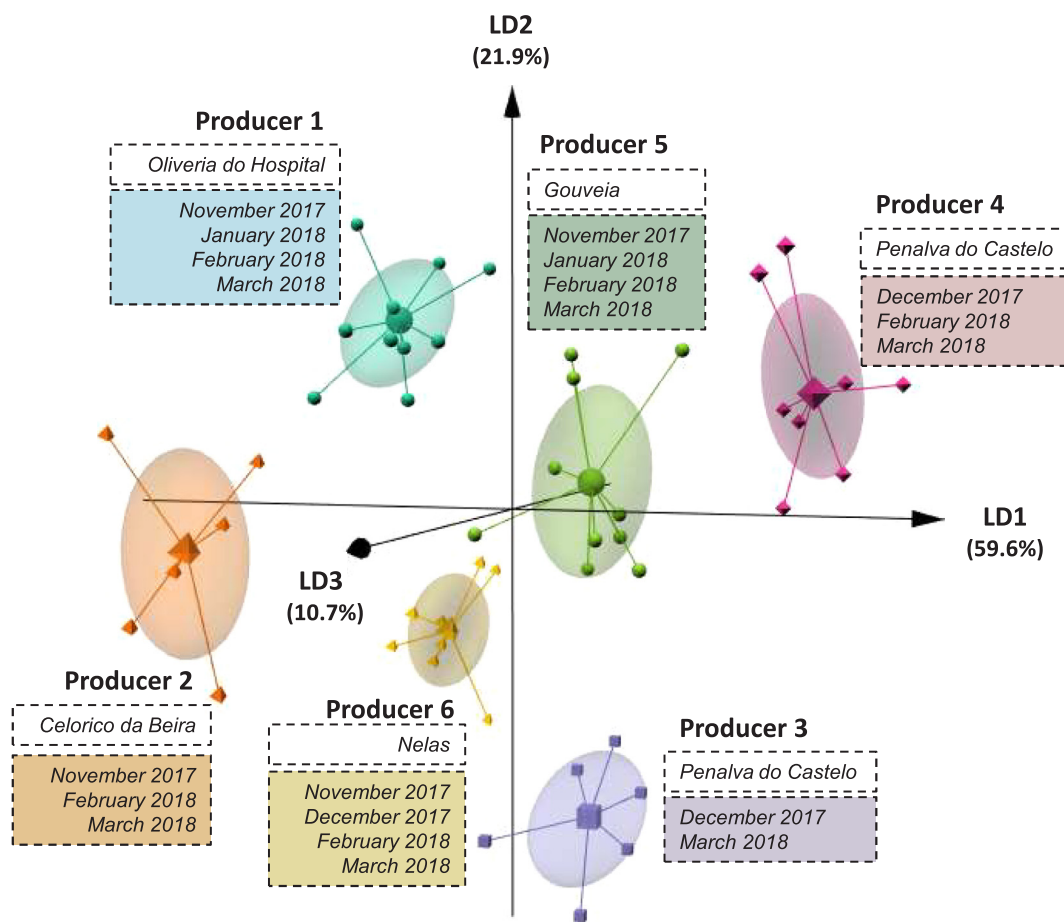 LD2
(21.9%)
Producer 1
Oliveria do Hospital
November 2017
January 2018
February 2018
March 2018
Producer 5
Gouveia
November 2017
January 2018
February 2018
March 2018
Producer 4
Penalva do Castelo
December 2017
February 2018
March 2018
LD1
(59.6%)
LD3
(10.7%)
Producer 2
Celorico da Beira
November 2017
February 2018
March 2018
Producer 6
Nelas
November 2017
December 2017
February 2018
March 2018
Producer 3
Penalva do Castelo
December 2017
March 2018